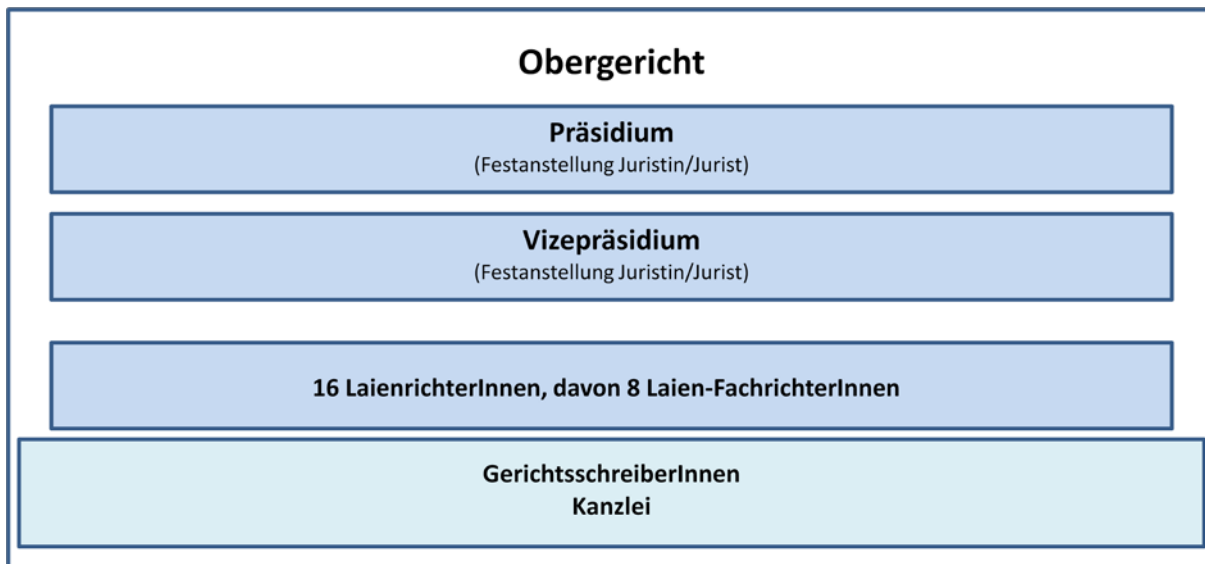 Obergericht
Präsidium
(Festanstellung Juristin/Jurist)
Vizepräsidium
(Festanstellung Juristin/Jurist)
16 LaienrichterInnen, davon 8 Laien-FachrichterInnen
GerichtsschreiberInnen
Kanzlei